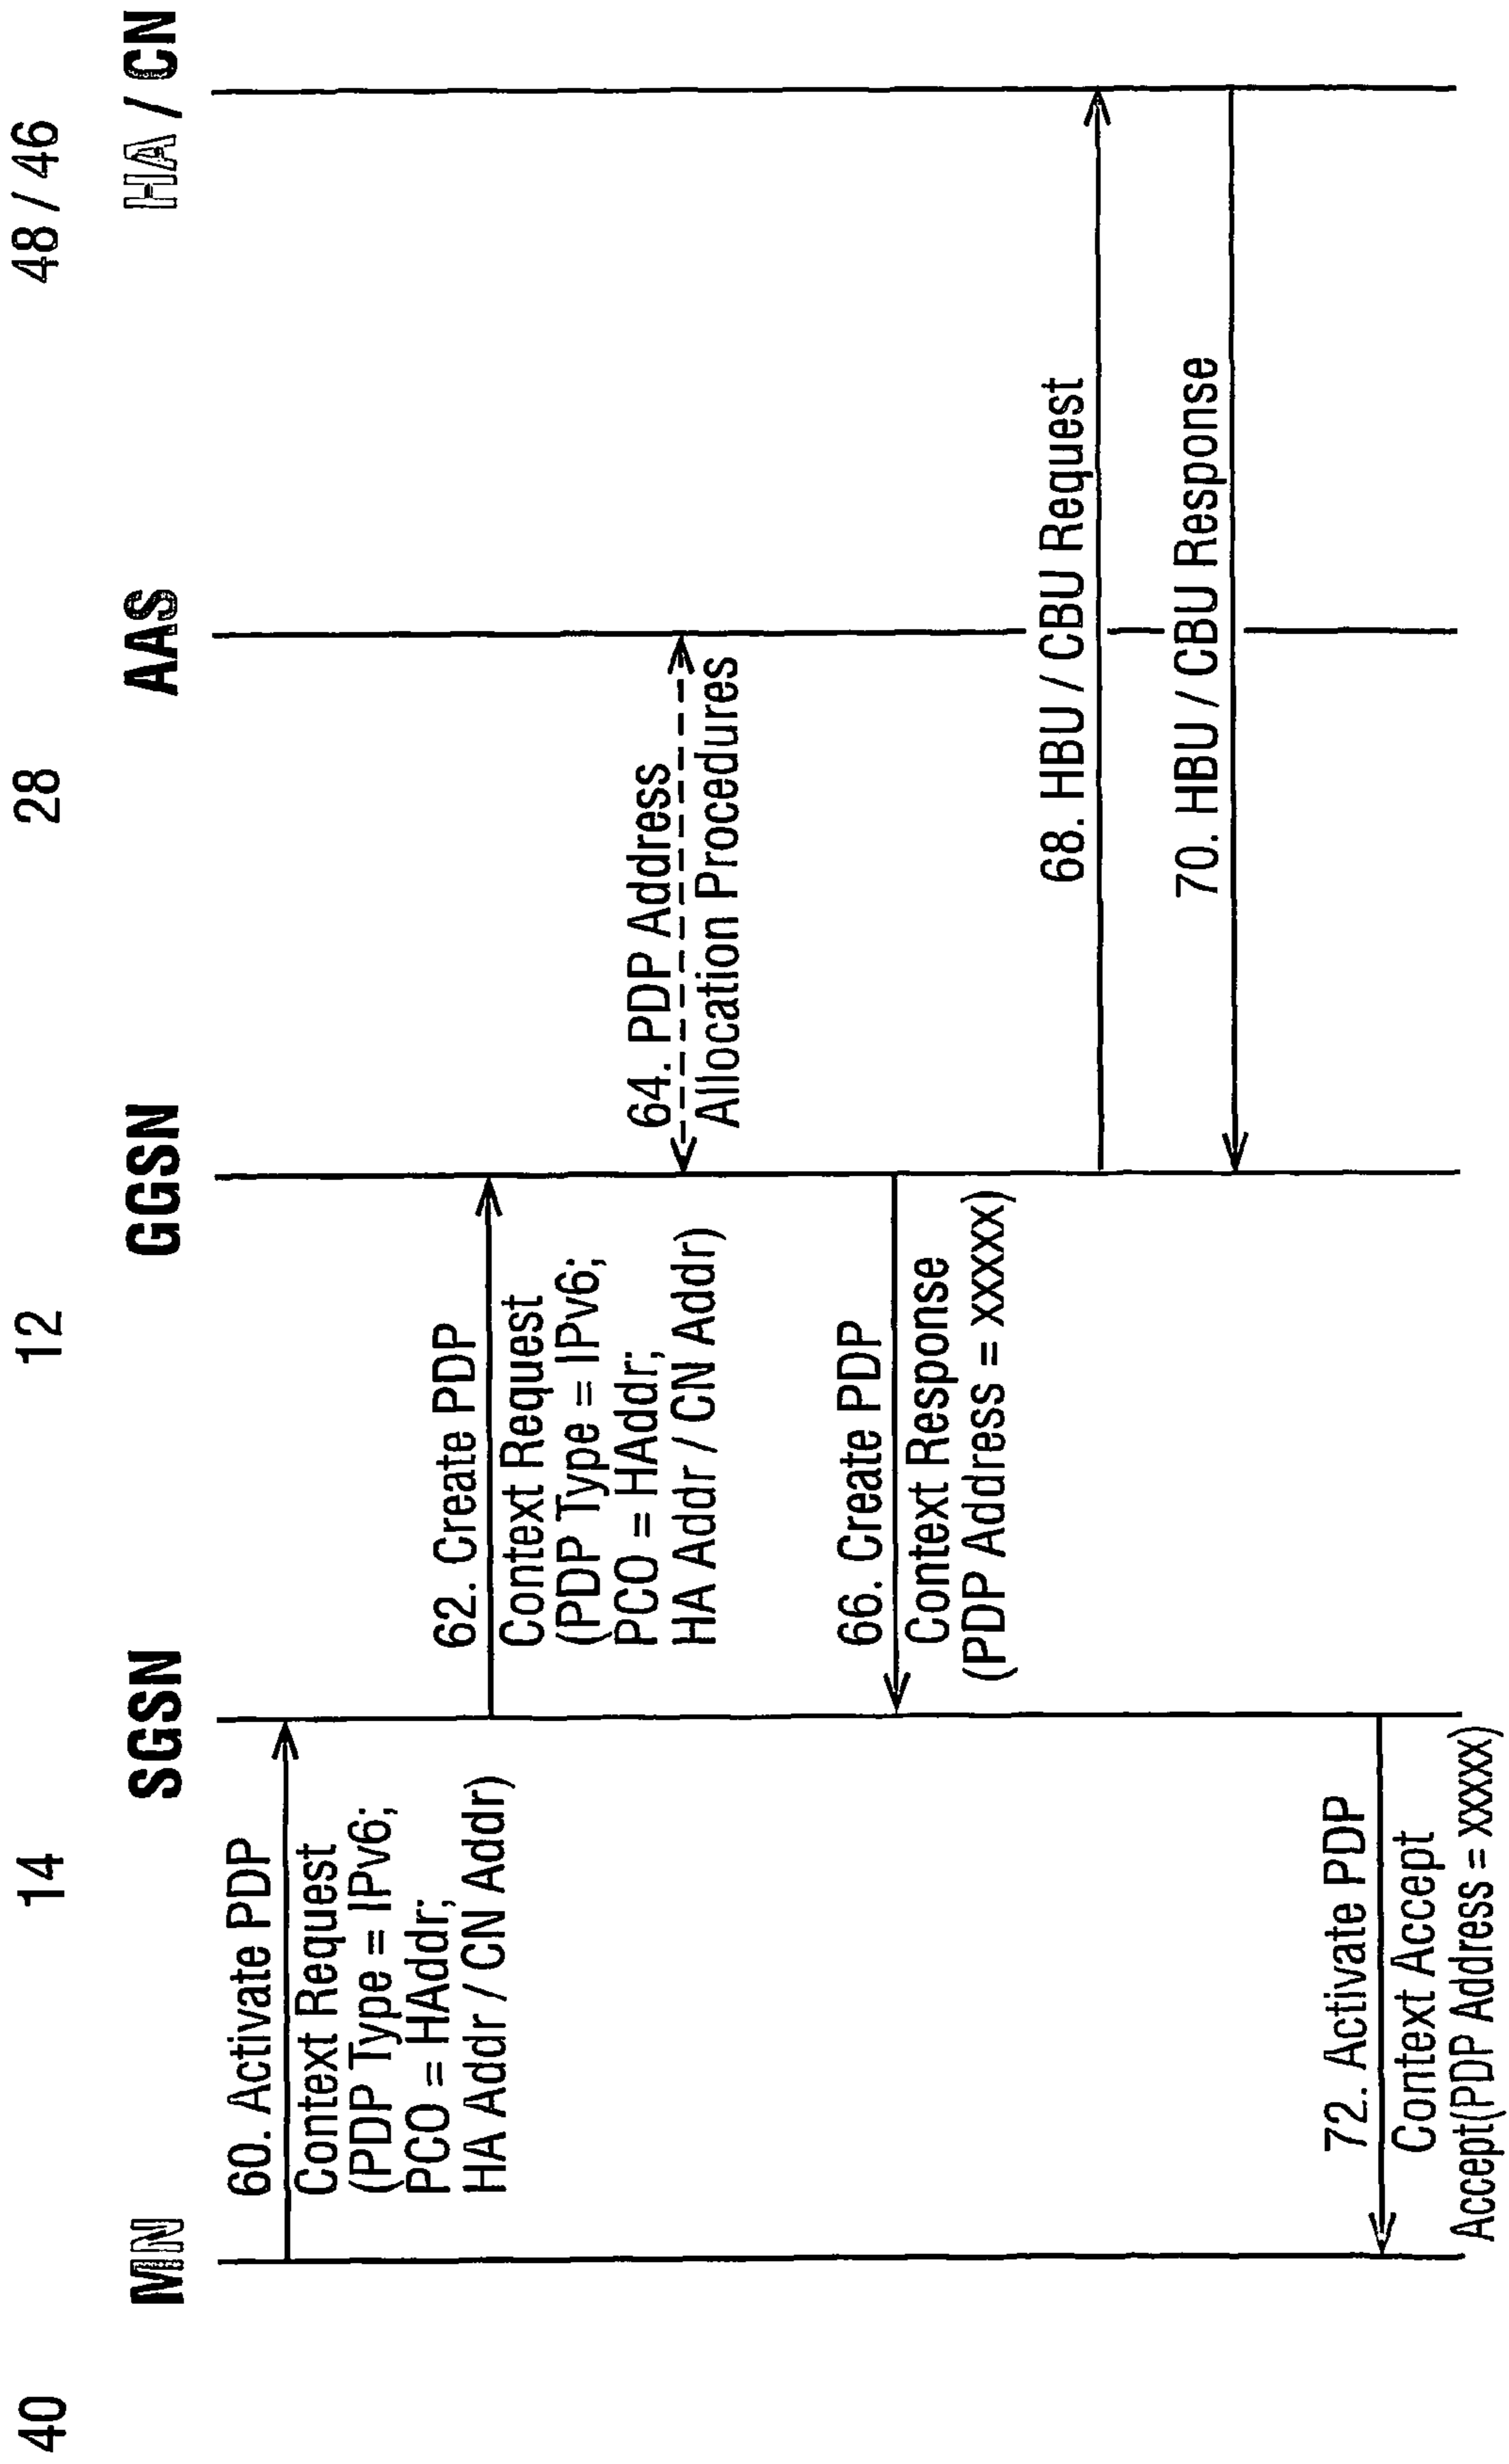 40
14
12
28
48 / 46
MN
SGSN
GGSN
AAS
HA / CN
60. Activate PDP
Context Request
(PDP Type = IPv6;
PCO = HAddr;
HA Addr / CN Addr)
62. Create PDP
Context Request
(PDP Type = IPv6;
PCO = HAddr;
HA Addr / CN Addr)
64. PDP Address
Allocation Procedures
66. Create PDP
Context Response
(PDP Address = xxxxx)
68. HBU / CBU Request
70. HBU / CBU Response
72. Activate PDP
Context Accept
Accept(PDP Address = xxxxx)